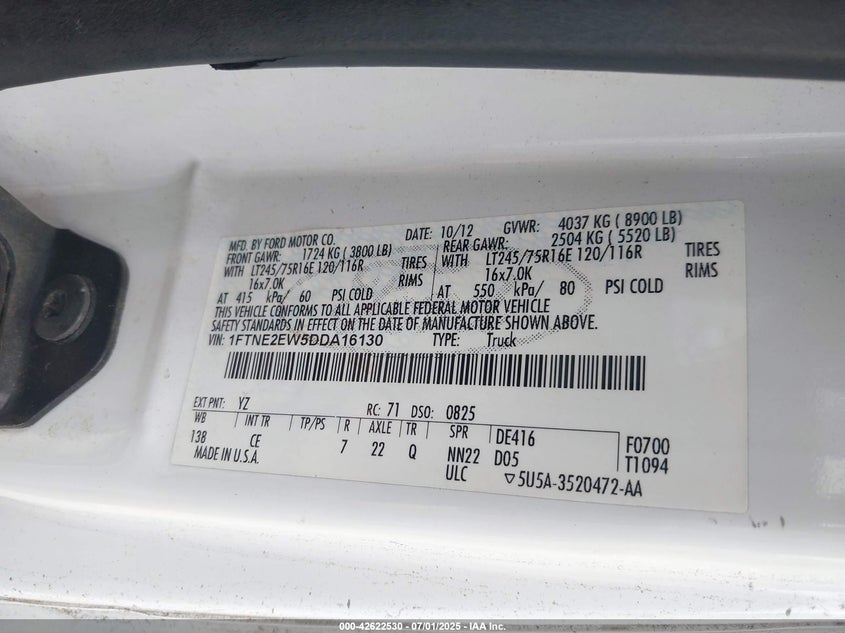 MFD. BY FORD MOTOR CO. DATE: 10/12 GVWR: 4037 KG ( 8900 LB)
FRONT GAWR: 1724 KG ( 3800 LB) REAR GAWR: 2504 KG ( 5520 LB)
WITH LT245/75R16E 120/116R TIRES WITH LT245/75R16E 120/116R TIRES
16x7.0K RIMS 16x7.0K RIMS
AT 415 kPa/ 60 PSI COLD AT 550 kPa/ 80 PSI COLD
THIS VEHICLE CONFORMS TO ALL APPLICABLE FEDERAL MOTOR VEHICLE
SAFETY STANDARDS IN EFFECT ON THE DATE OF MANUFACTURE SHOWN ABOVE.
VIN: 1FTNE2EW5DDA16130 TYPE: Truck
EXT PNT: YZ RC: 71 DSO: 0825
WB INT TR TP/PS R AXLE TR SPR DE416 F0700
138 CE 7 22 Q NN22 D05 T1094
MADE IN U.S.A. ULC ▽5U5A-3520472-AA
000-42622530 - 07/01/2025 - IAA Inc.